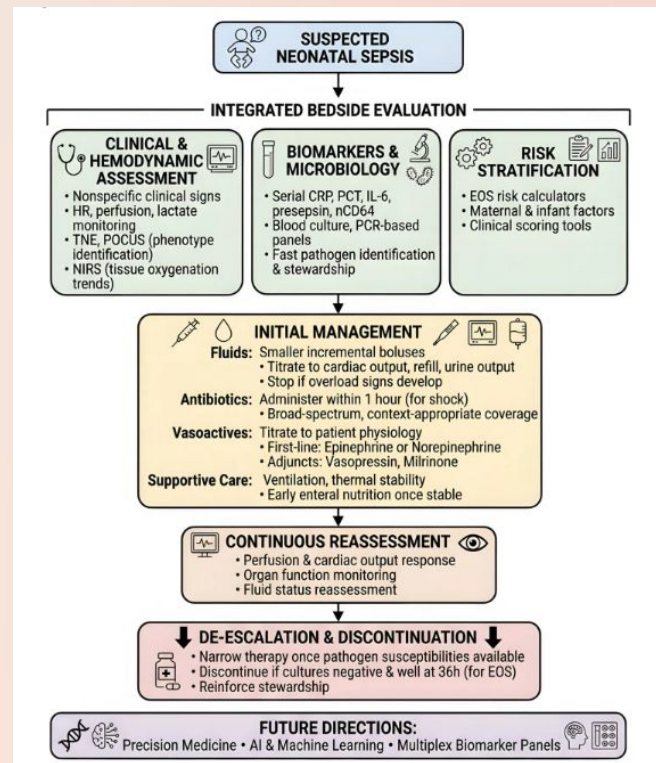 SUSPECTED
NEONATAL SEPSIS
INTEGRATED BEDSIDE EVALUATION
CLINICAL &
HEMODYNAMIC
ASSESSMENT
• Nonspecific clinical signs
• HR, perfusion, lactate
monitoring
• TNE, POCUS (phenotype
identification)
• NIRS (tissue oxygenation
trends)
BIOMARKERS &
MICROBIOLOGY
• Serial CRP, PCT, IL-6,
presepsin, nCD64
• Blood culture, PCR-based
panels
• Fast pathogen identification
& stewardship
RISK
STRATIFICATION
• EOS risk calculators
• Maternal & infant factors
• Clinical scoring tools
INITIAL MANAGEMENT
Fluids: Smaller incremental boluses
• Titrate to cardiac output, refill, urine output
• Stop if overload signs develop
Antibiotics: Administer within 1 hour (for shock)
• Broad-spectrum, context-appropriate coverage
Vasoactives: Titrate to patient physiology
• First-line: Epinephrine or Norepinephrine
• Adjuncts: Vasopressin, Milrinone
Supportive Care: Ventilation, thermal stability
• Early enteral nutrition once stable
CONTINUOUS REASSESSMENT
• Perfusion & cardiac output response
• Organ function monitoring
• Fluid status reassessment
DE-ESCALATION & DISCONTINUATION
• Narrow therapy once pathogen susceptibilities available
• Discontinue if cultures negative & well at 36h (for EOS)
• Reinforce stewardship
FUTURE DIRECTIONS:
Precision Medicine • AI & Machine Learning • Multiplex Biomarker Panels